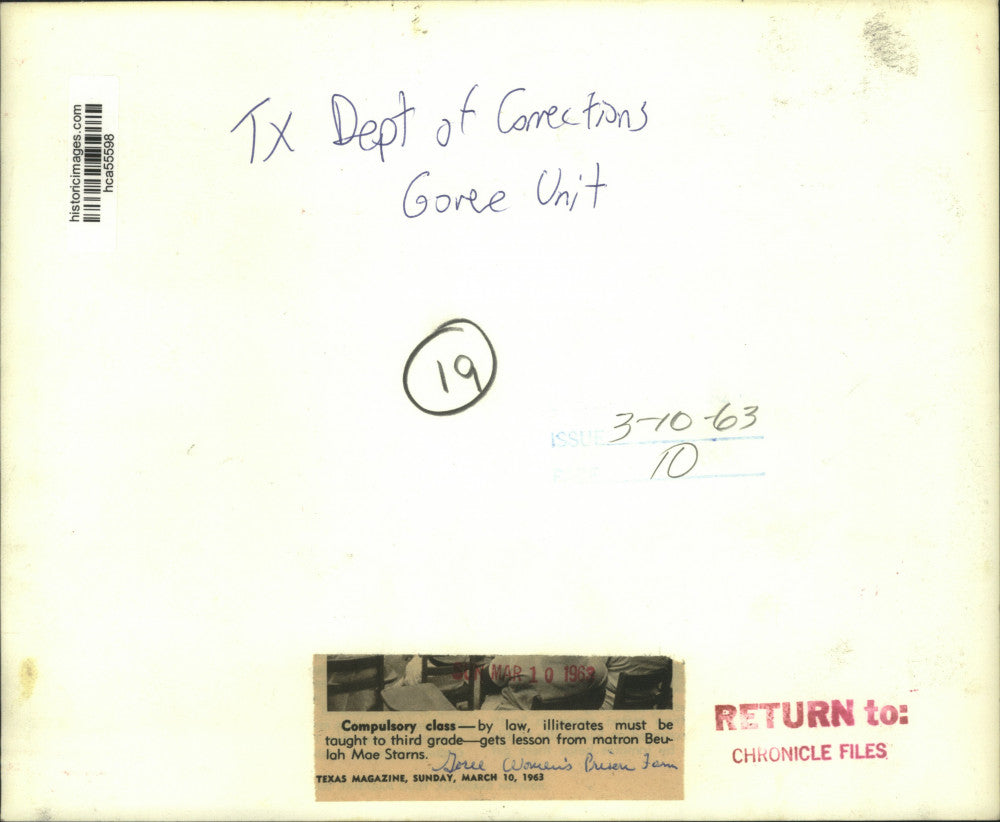 historicimages.com
hca55598
TX Dept of Corrections
Goree Unit
19
ISSUE 3-10-63
10
SUN MAR 10 1963
Compulsory class—by law, illiterates must be
taught to third grade—gets lesson from matron Beu-
lah Mae Starns. Goree Women's Prison Farm
TEXAS MAGAZINE, SUNDAY, MARCH 10, 1963
RETURN to:
CHRONICLE FILES